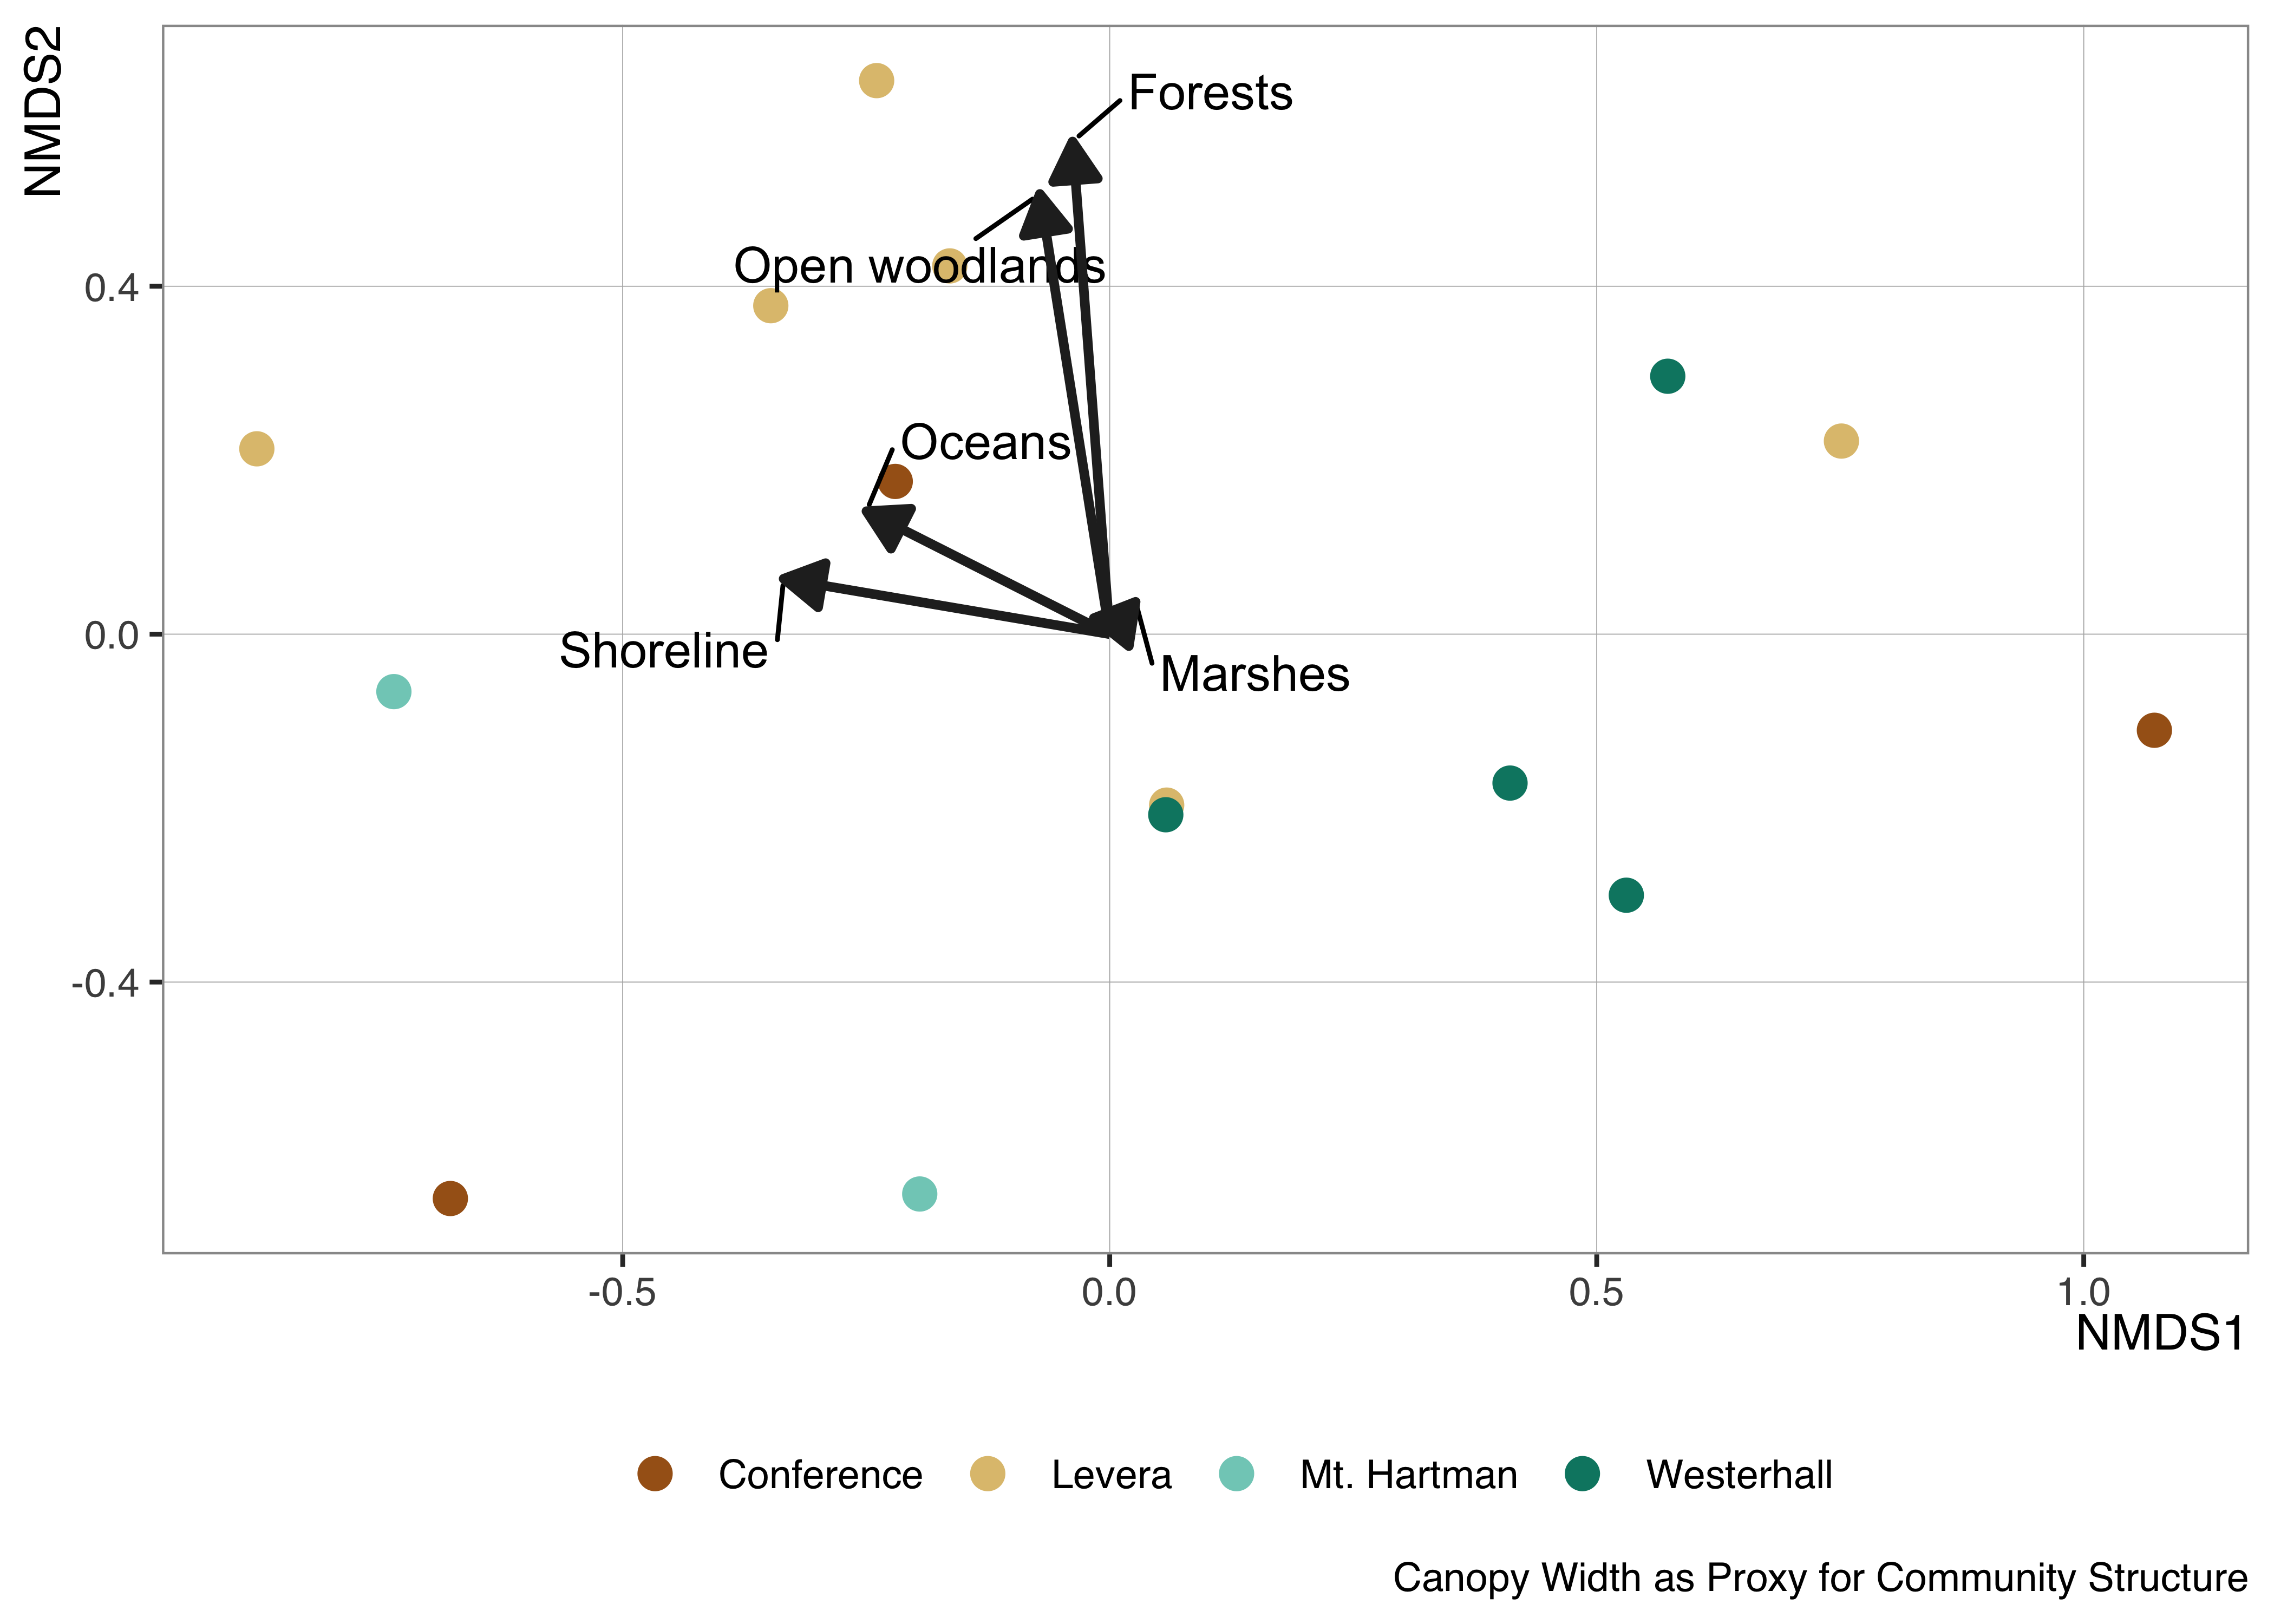 NMDS2
Forests
Open woodlands
0.4
Oceans
0.0
Shoreline
Marshes
-0.4
-0.5 0.0 0.5 1.0
NMDS1
Conference Levera Mt. Hartman Westerhall
Canopy Width as Proxy for Community Structure